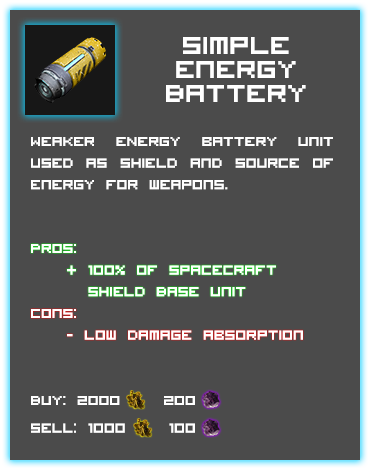 SIMPLE
ENERGY
BATTERY
WEAKER ENERGY BATTERY UNIT
USED AS SHIELD AND SOURCE OF
ENERGY FOR WEAPONS.
PROS:
+ 100% OF SPACECRAFT
SHIELD BASE UNIT
CONS:
- LOW DAMAGE ABSORPTION
BUY: 2000 200
SELL: 1000 100